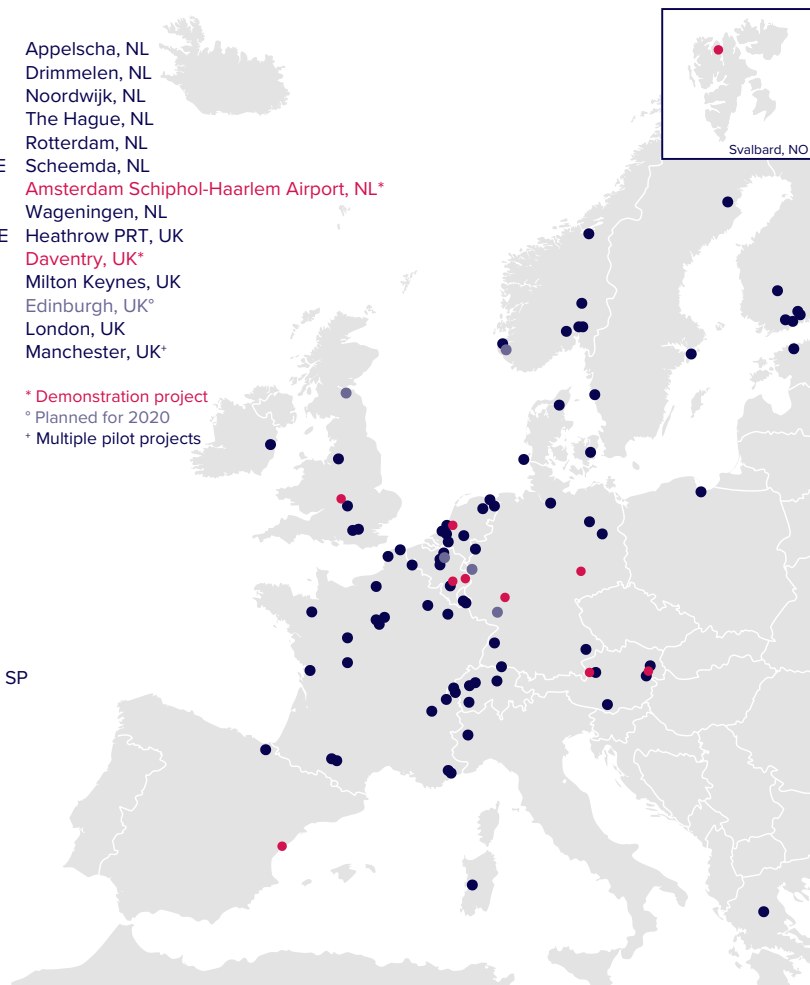 Appelscha, NL
Drimmelen, NL
Noordwijk, NL
The Hague, NL
Rotterdam, NL
E Scheemda, NL
Amsterdam Schiphol-Haarlem Airport, NL*
Wageningen, NL
E Heathrow PRT, UK
Daventry, UK*
Milton Keynes, UK
Edinburgh, UK°
London, UK
Manchester, UK⁺
* Demonstration project
° Planned for 2020
⁺ Multiple pilot projects
Svalbard, NO
SP